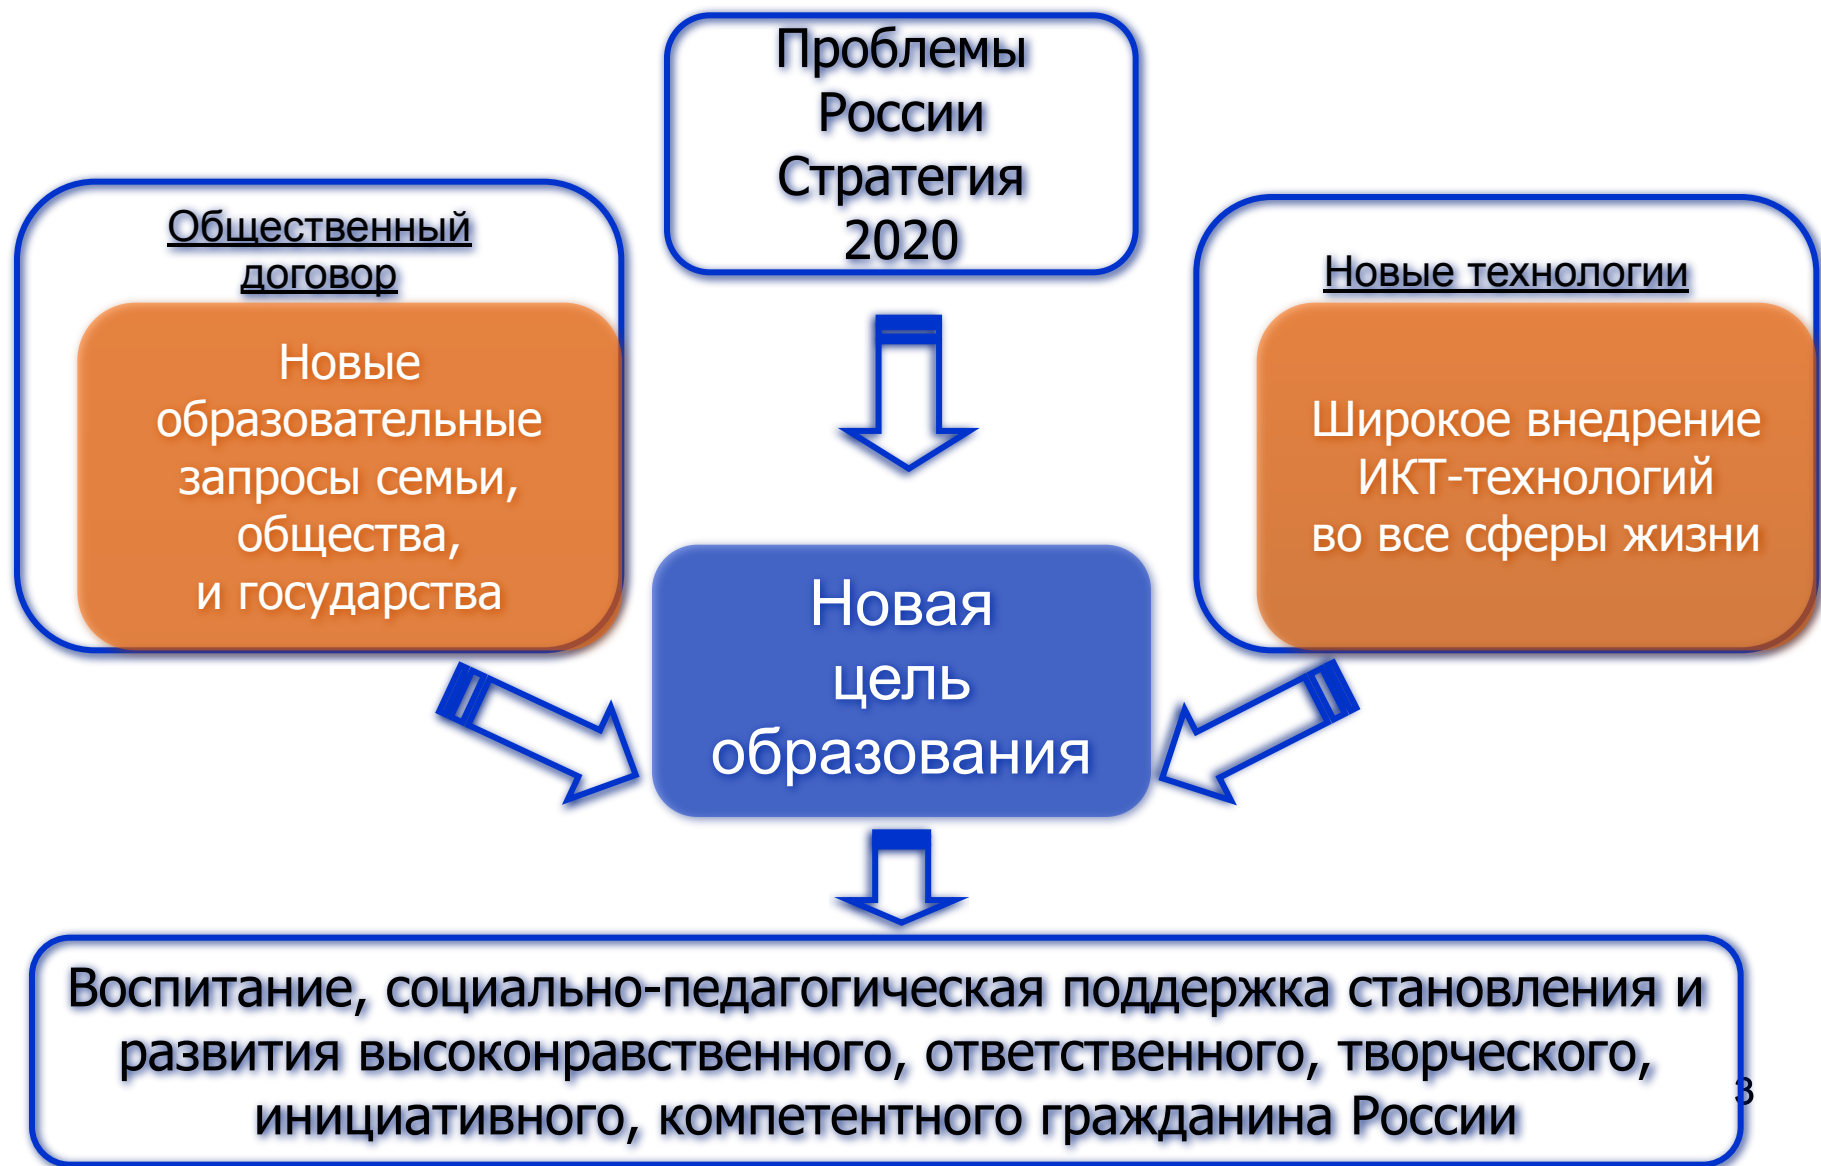 Проблемы
России
Стратегия
2020
Общественный
договор
Новые
образовательные
запросы семьи,
общества,
и государства
Новые технологии
Широкое внедрение
ИКТ-технологий
во все сферы жизни
Новая
цель
образования
Воспитание, социально-педагогическая поддержка становления и
развития высоконравственного, ответственного, творческого,
инициативного, компетентного гражданина России
3